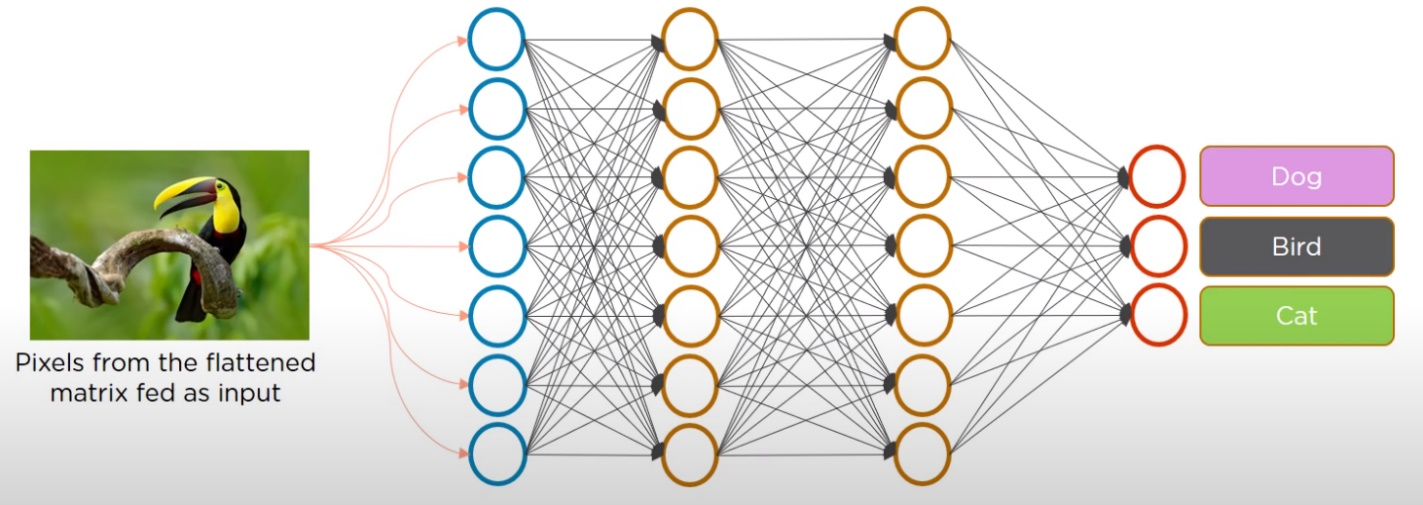 Dog
Bird
Cat
Pixels from the flattened
matrix fed as input